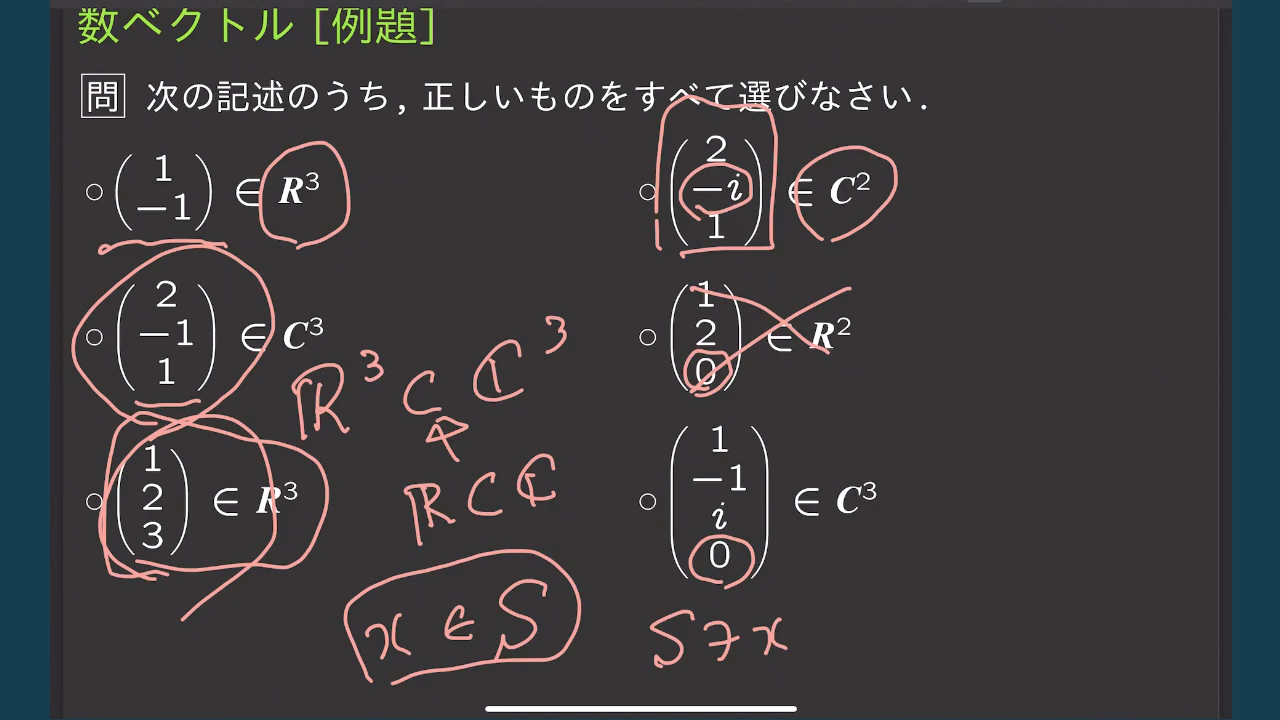 数ベクトル [例題]
問 次の記述のうち, 正しいものをすべて選びなさい.
○ (1 −1) ∈ R³
○ (2 −1 1) ∈ C³
○ (1 2 3) ∈ R³
○ (2 −i 1) ∈ C²
○ (1 2 0) ∈ R²
○ (1 −1 i 0) ∈ C³
ℝ³ ⊂ ℂ³
↑
ℝ ⊂ ℂ
x ∈ S
S ∋ x